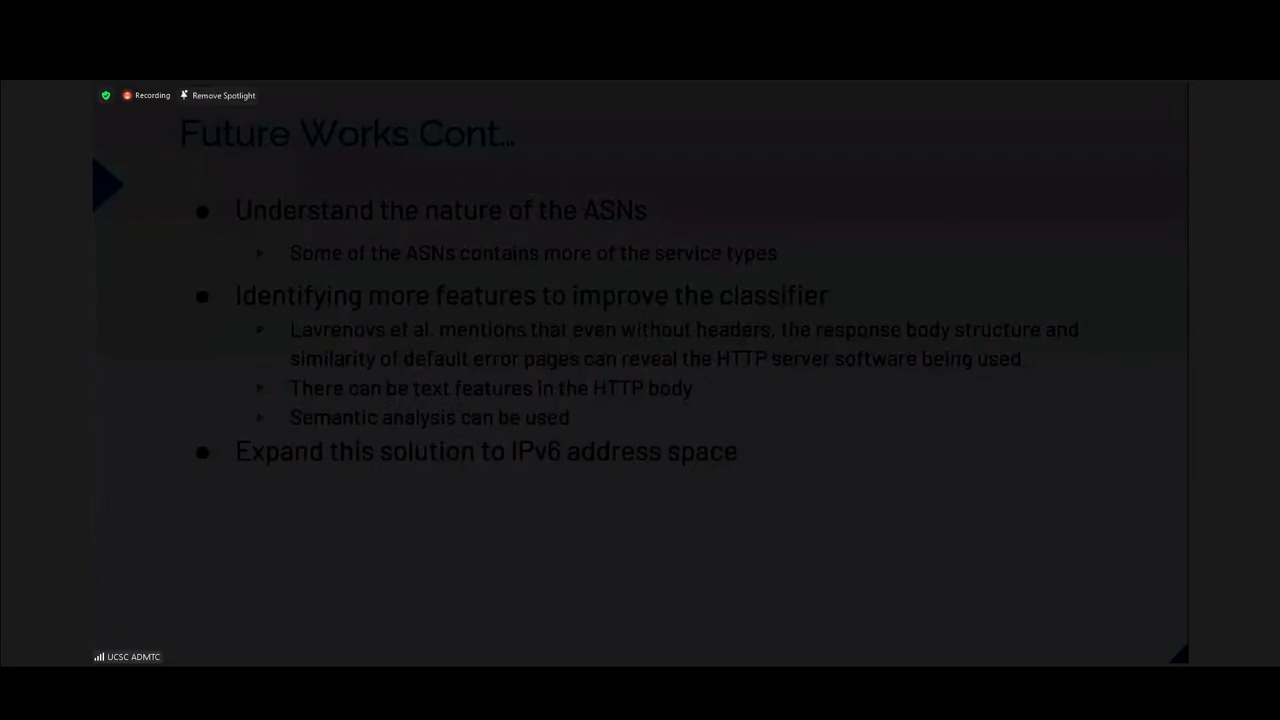 Recording
Remove Spotlight
Future Works Cont...
● Understand the nature of the ASNs
▸ Some of the ASNs contains more of the service types
● Identifying more features to improve the classifier
▸ Lavrenovs et al. mentions that even without headers, the response body structure and
similarity of default error pages can reveal the HTTP server software being used
▸ There can be text features in the HTTP body
▸ Semantic analysis can be used
● Expand this solution to IPv6 address space
UCSC ADMTC